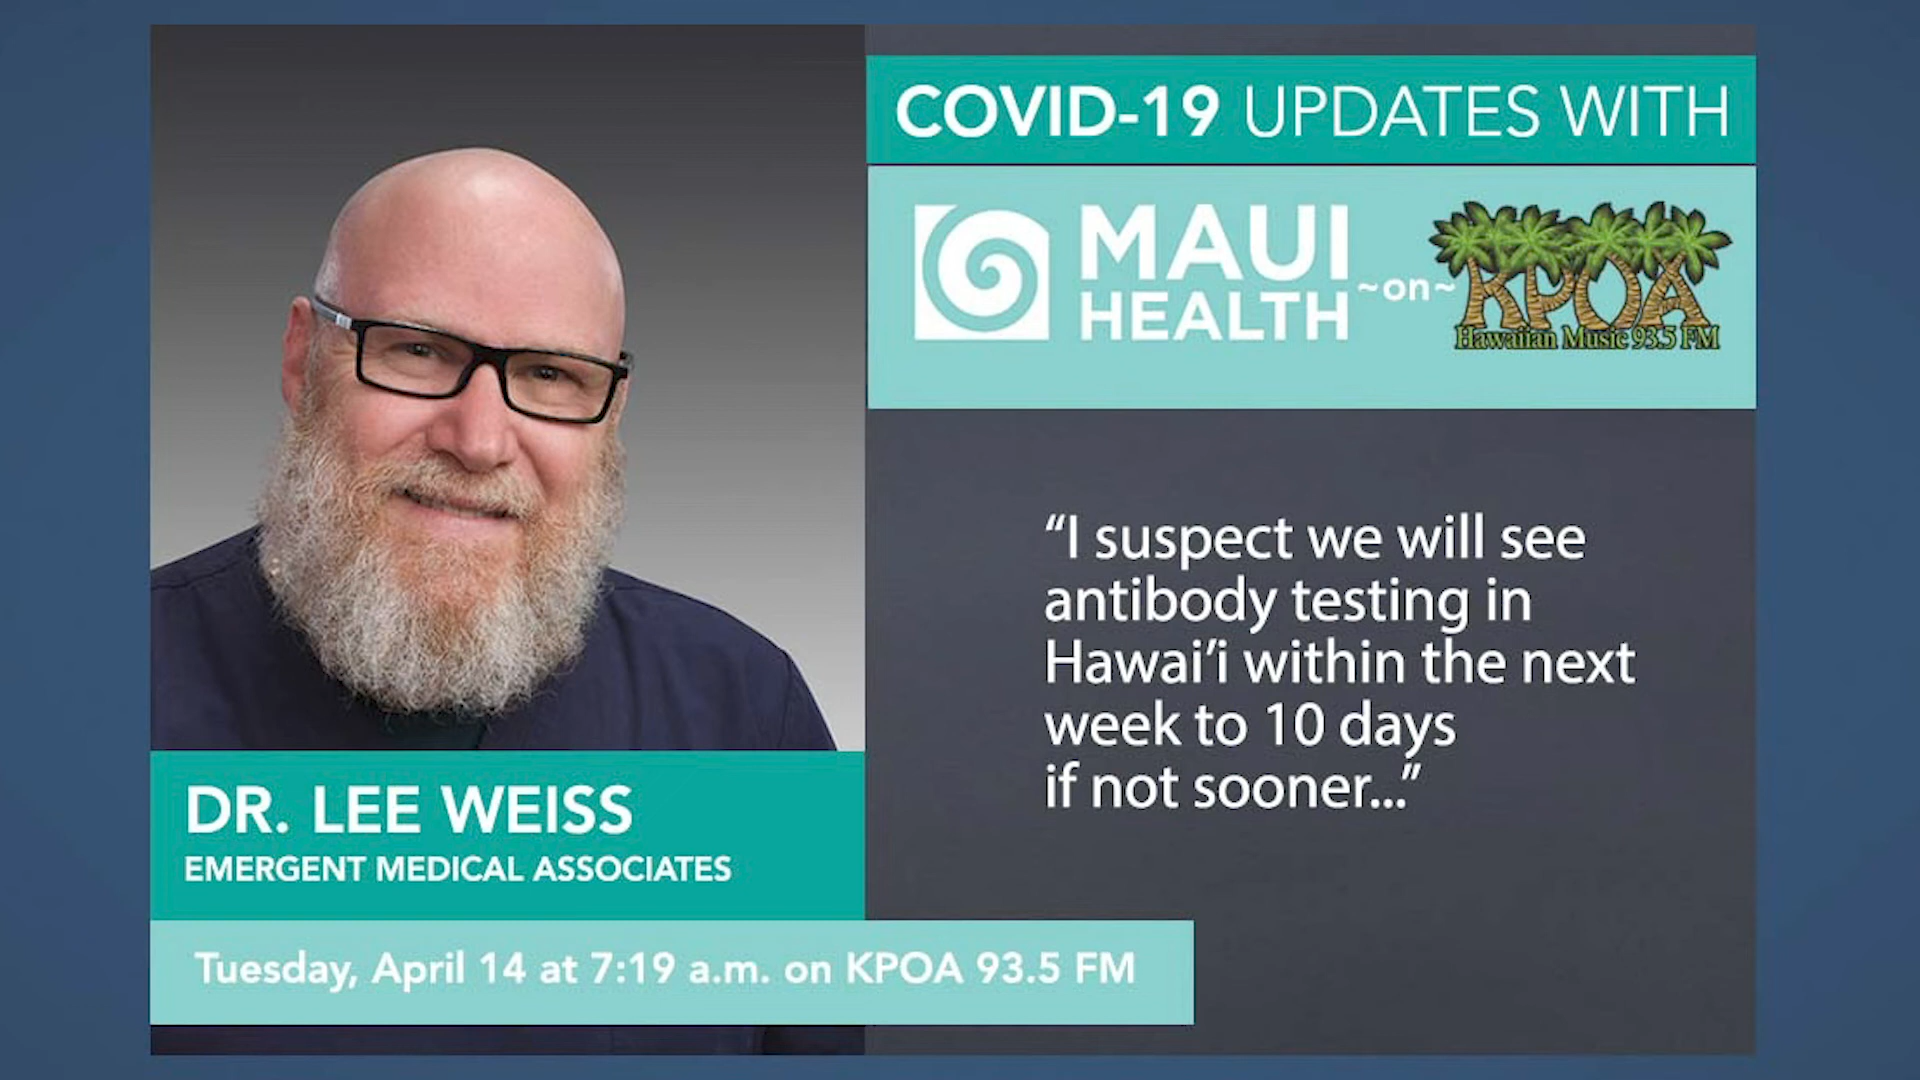 COVID-19 UPDATES WITH
MAUI
HEALTH
~on~
KPOA
Hawaiian Music 93.5 FM
“I suspect we will see
antibody testing in
Hawai’i within the next
week to 10 days
if not sooner...”
DR. LEE WEISS
EMERGENT MEDICAL ASSOCIATES
Tuesday, April 14 at 7:19 a.m. on KPOA 93.5 FM